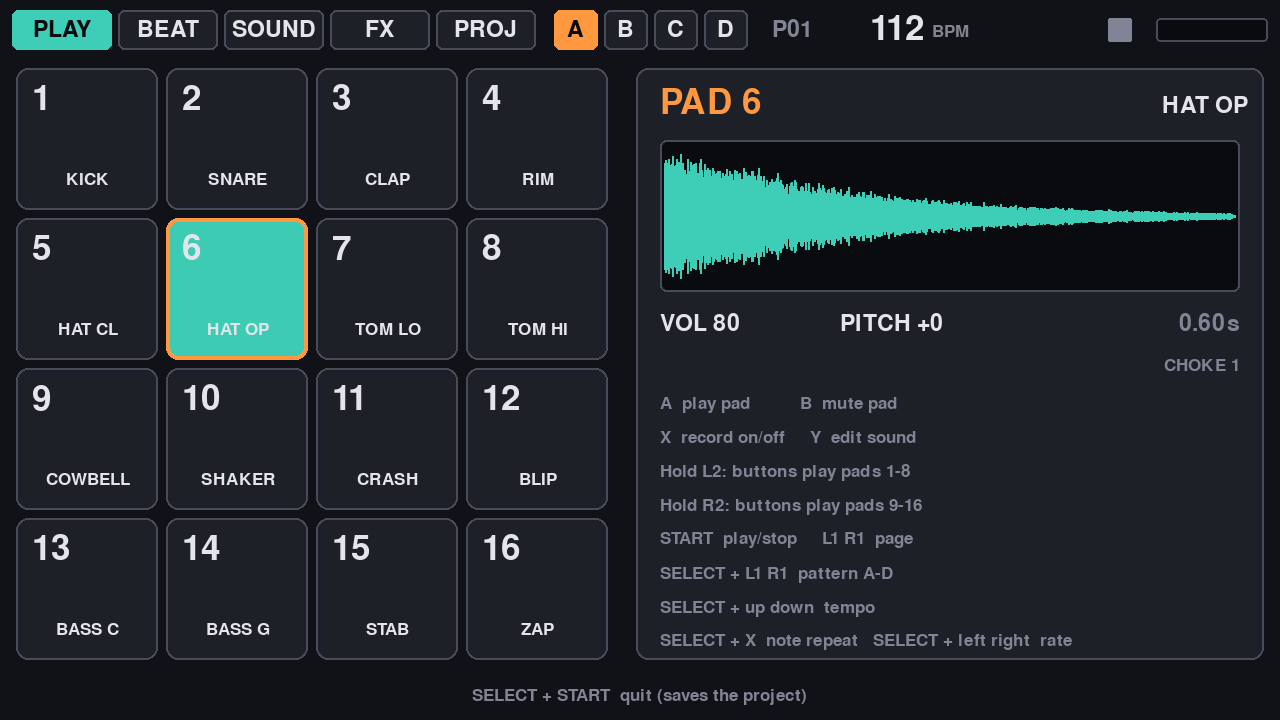 PLAY BEAT SOUND FX PROJ A B C D P01 112 BPM
1 2 3 4
KICK SNARE CLAP RIM
5 6 7 8
HAT CL HAT OP TOM LO TOM HI
9 10 11 12
COWBELL SHAKER CRASH BLIP
13 14 15 16
BASS C BASS G STAB ZAP
PAD 6 HAT OP
VOL 80 PITCH +0 0.60s
CHOKE 1
A play pad B mute pad
X record on/off Y edit sound
Hold L2: buttons play pads 1-8
Hold R2: buttons play pads 9-16
START play/stop L1 R1 page
SELECT + L1 R1 pattern A-D
SELECT + up down tempo
SELECT + X note repeat SELECT + left right rate
SELECT + START quit (saves the project)